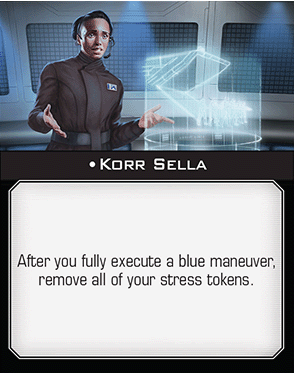 • Korr Sella
After you fully execute a blue maneuver,
remove all of your stress tokens.